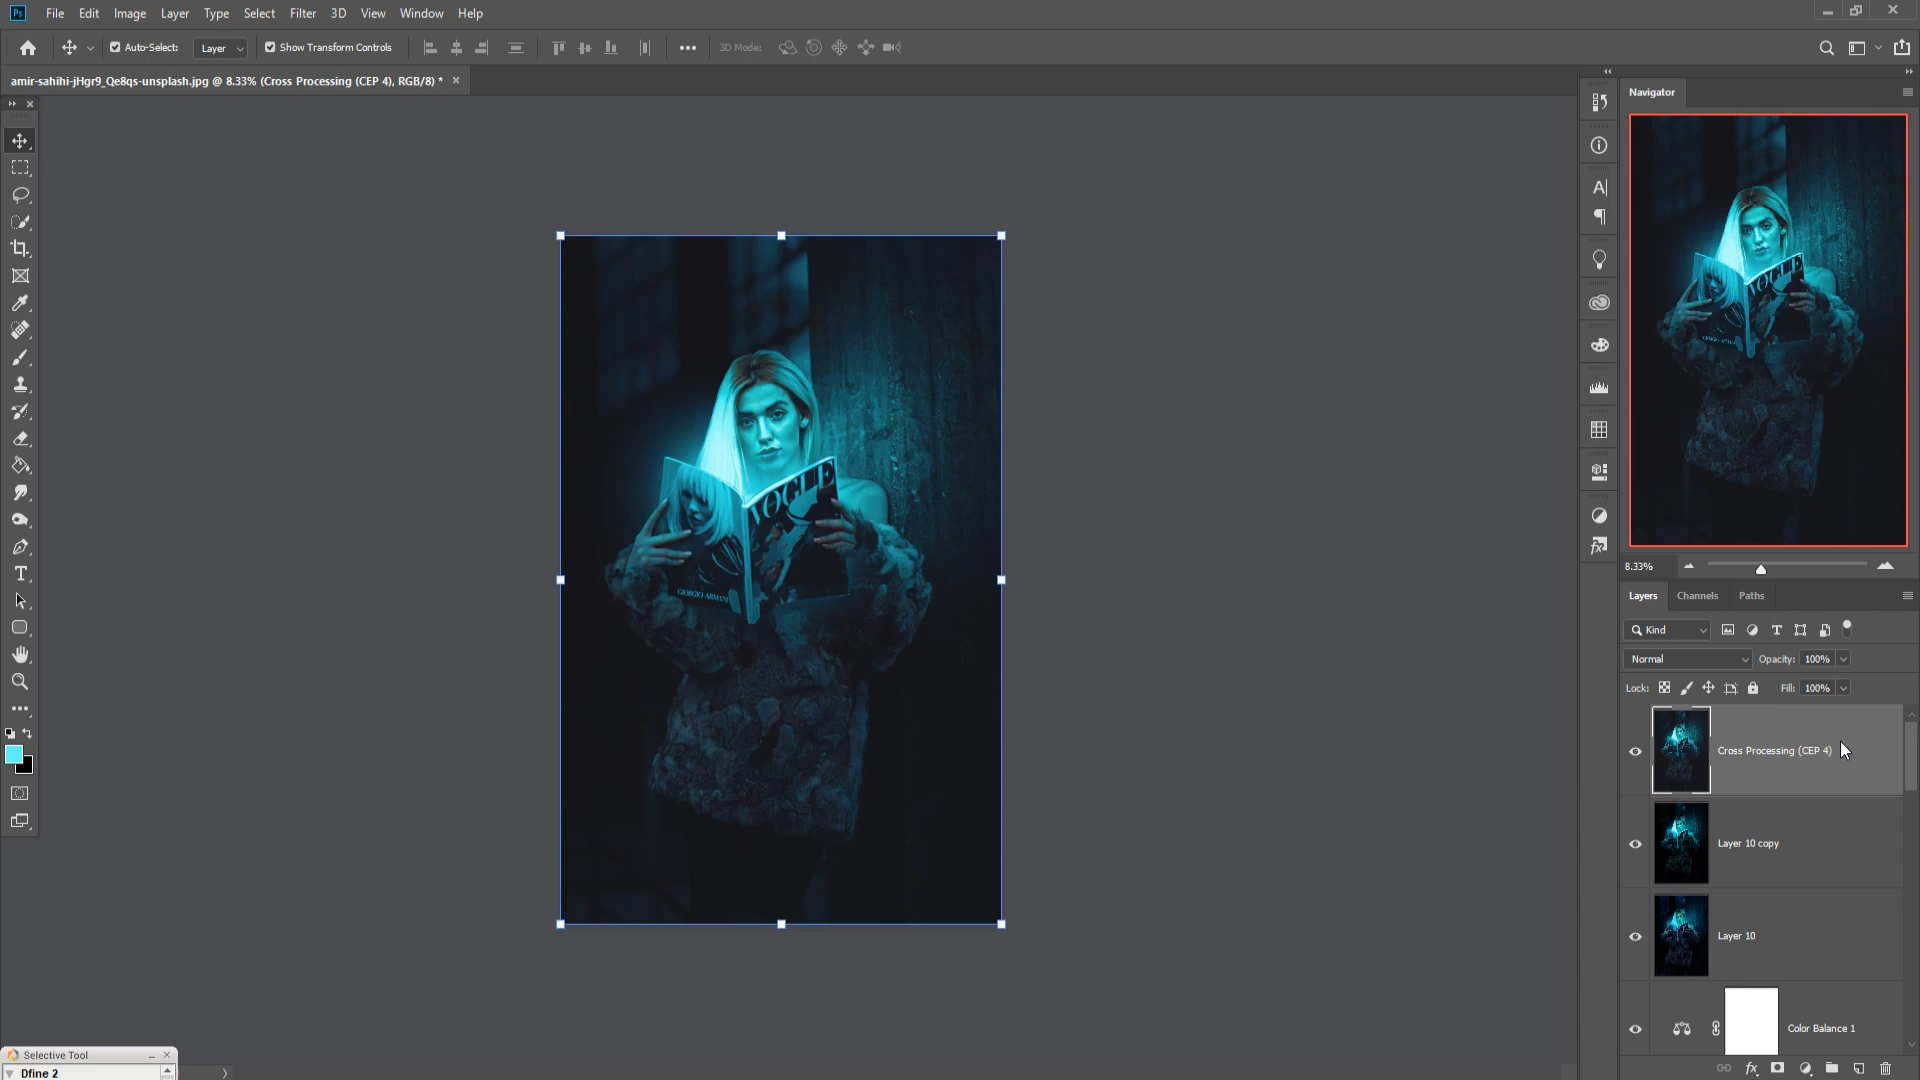 Ps File Edit Image Layer Type Select Filter 3D View Window Help
Auto-Select: Layer Show Transform Controls 3D Mode:
amir-sahihi-jHgr9_Qe8qs-unsplash.jpg @ 8.33% (Cross Processing (CEP 4), RGB/8) *
Navigator
VOGUE
GIORGIO ARMANI
8.33%
Layers Channels Paths
Kind
Normal Opacity: 100%
Lock: Fill: 100%
Cross Processing (CEP 4)
Layer 10 copy
Layer 10
Color Balance 1
Selective Tool
Dfine 2